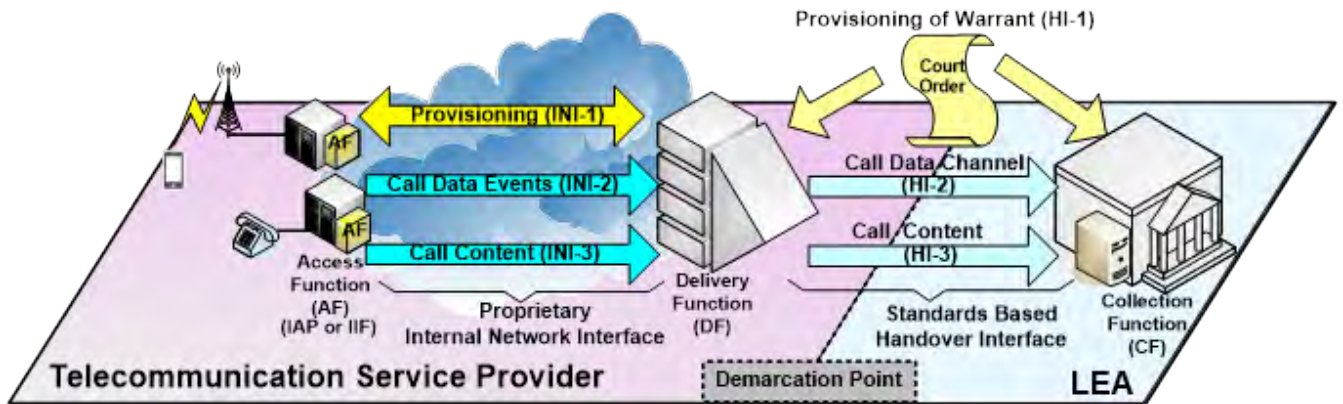 Provisioning of Warrant (HI-1)
Court
Order
AF
Provisioning (INI-1)
Call Data Events (INI-2)
Call Data Channel
(HI-2)
AF
Call Content (INI-3)
Call Content
(HI-3)
Access
Function
(AF)
(IAP or IIF)
Proprietary
Internal Network Interface
Delivery
Function
(DF)
Standards Based
Handover Interface
Collection
Function
(CF)
Telecommunication Service Provider
Demarcation Point
LEA